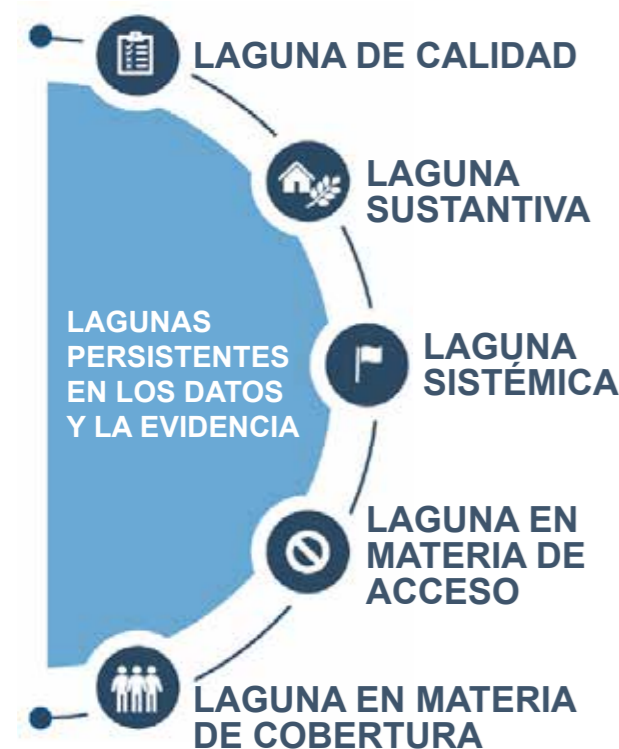 LAGUNA DE CALIDAD
LAGUNA
SUSTANTIVA
LAGUNAS
PERSISTENTES
EN LOS DATOS
Y LA EVIDENCIA
LAGUNA
SISTÉMICA
LAGUNA EN
MATERIA DE
ACCESO
LAGUNA EN MATERIA
DE COBERTURA